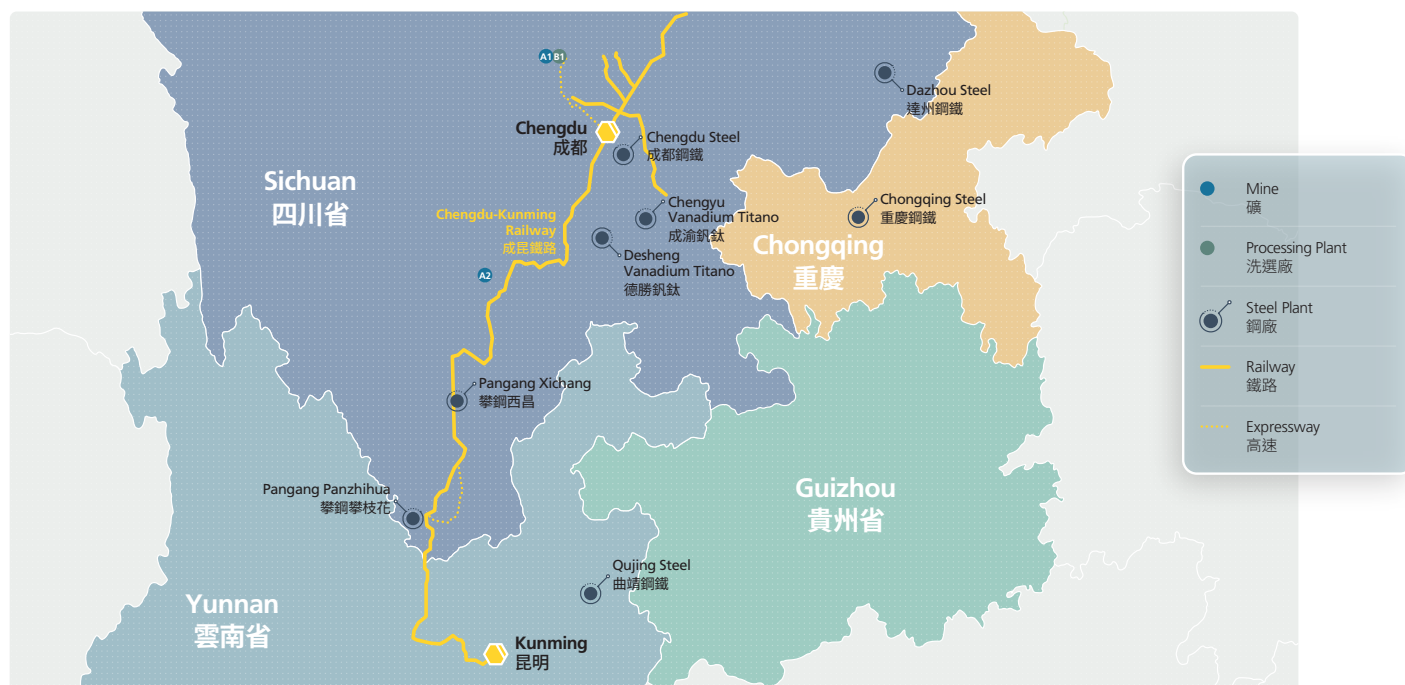 A1 B1
Dazhou Steel
達州鋼鐵
Chengdu
成都
Chengdu Steel
成都鋼鐵
Sichuan
四川省
Chengdu-Kunming
Railway
成昆鐵路
Chengyu
Vanadium Titano
成渝釩鈦
Chongqing Steel
重慶鋼鐵
Desheng
Vanadium Titano
德勝釩鈦
Chongqing
重慶
A2
Pangang Xichang
攀鋼西昌
Pangang Panzhihua
攀鋼攀枝花
Guizhou
貴州省
Qujing Steel
曲靖鋼鐵
Yunnan
雲南省
Kunming
昆明
Mine
礦
Processing Plant
洗選廠
Steel Plant
鋼廠
Railway
鐵路
Expressway
高速